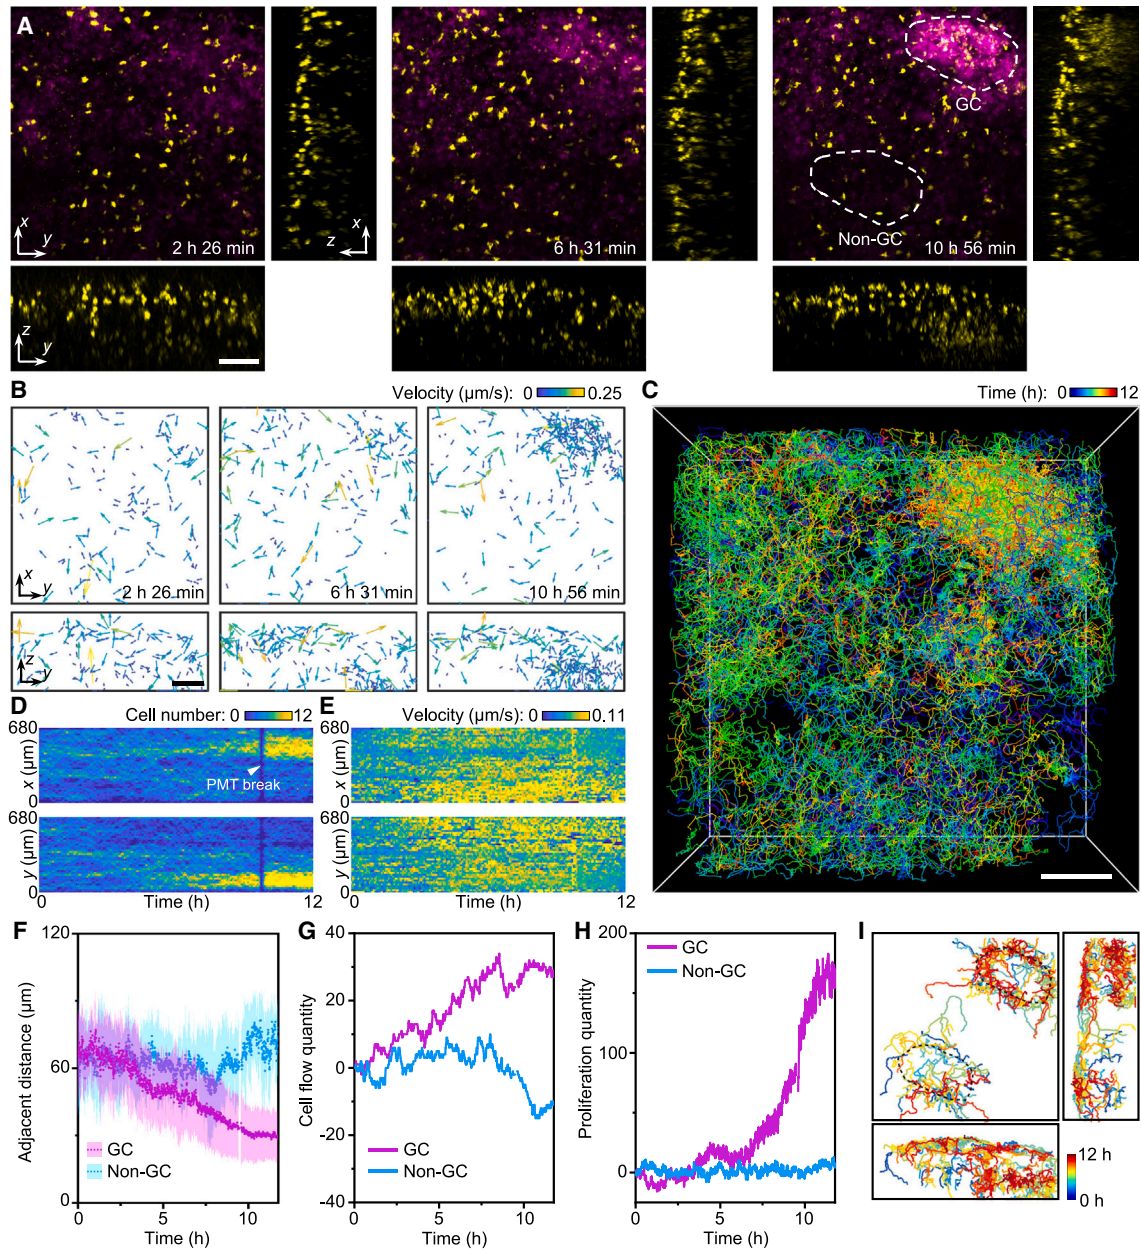 A
x
y
2 h 26 min
z
x
6 h 31 min
GC
Non-GC
10 h 56 min
z
y
B
Velocity (μm/s): 0 0.25
x
y
2 h 26 min
6 h 31 min
10 h 56 min
z
y
C
Time (h): 0 12
D
Cell number: 0 12
680
x (μm)
0
PMT break
680
y (μm)
0
Time (h)
E
Velocity (μm/s): 0 0.11
680
x (μm)
0
680
y (μm)
0
Time (h)
12
12
F
120
60
0
Adjacent distance (μm)
GC
Non-GC
0 5 10
Time (h)
G
40
20
0
-20
-40
Cell flow quantity
GC
Non-GC
0 5 10
Time (h)
H
200
100
0
Proliferation quantity
GC
Non-GC
0 5 10
Time (h)
I
12 h
0 h